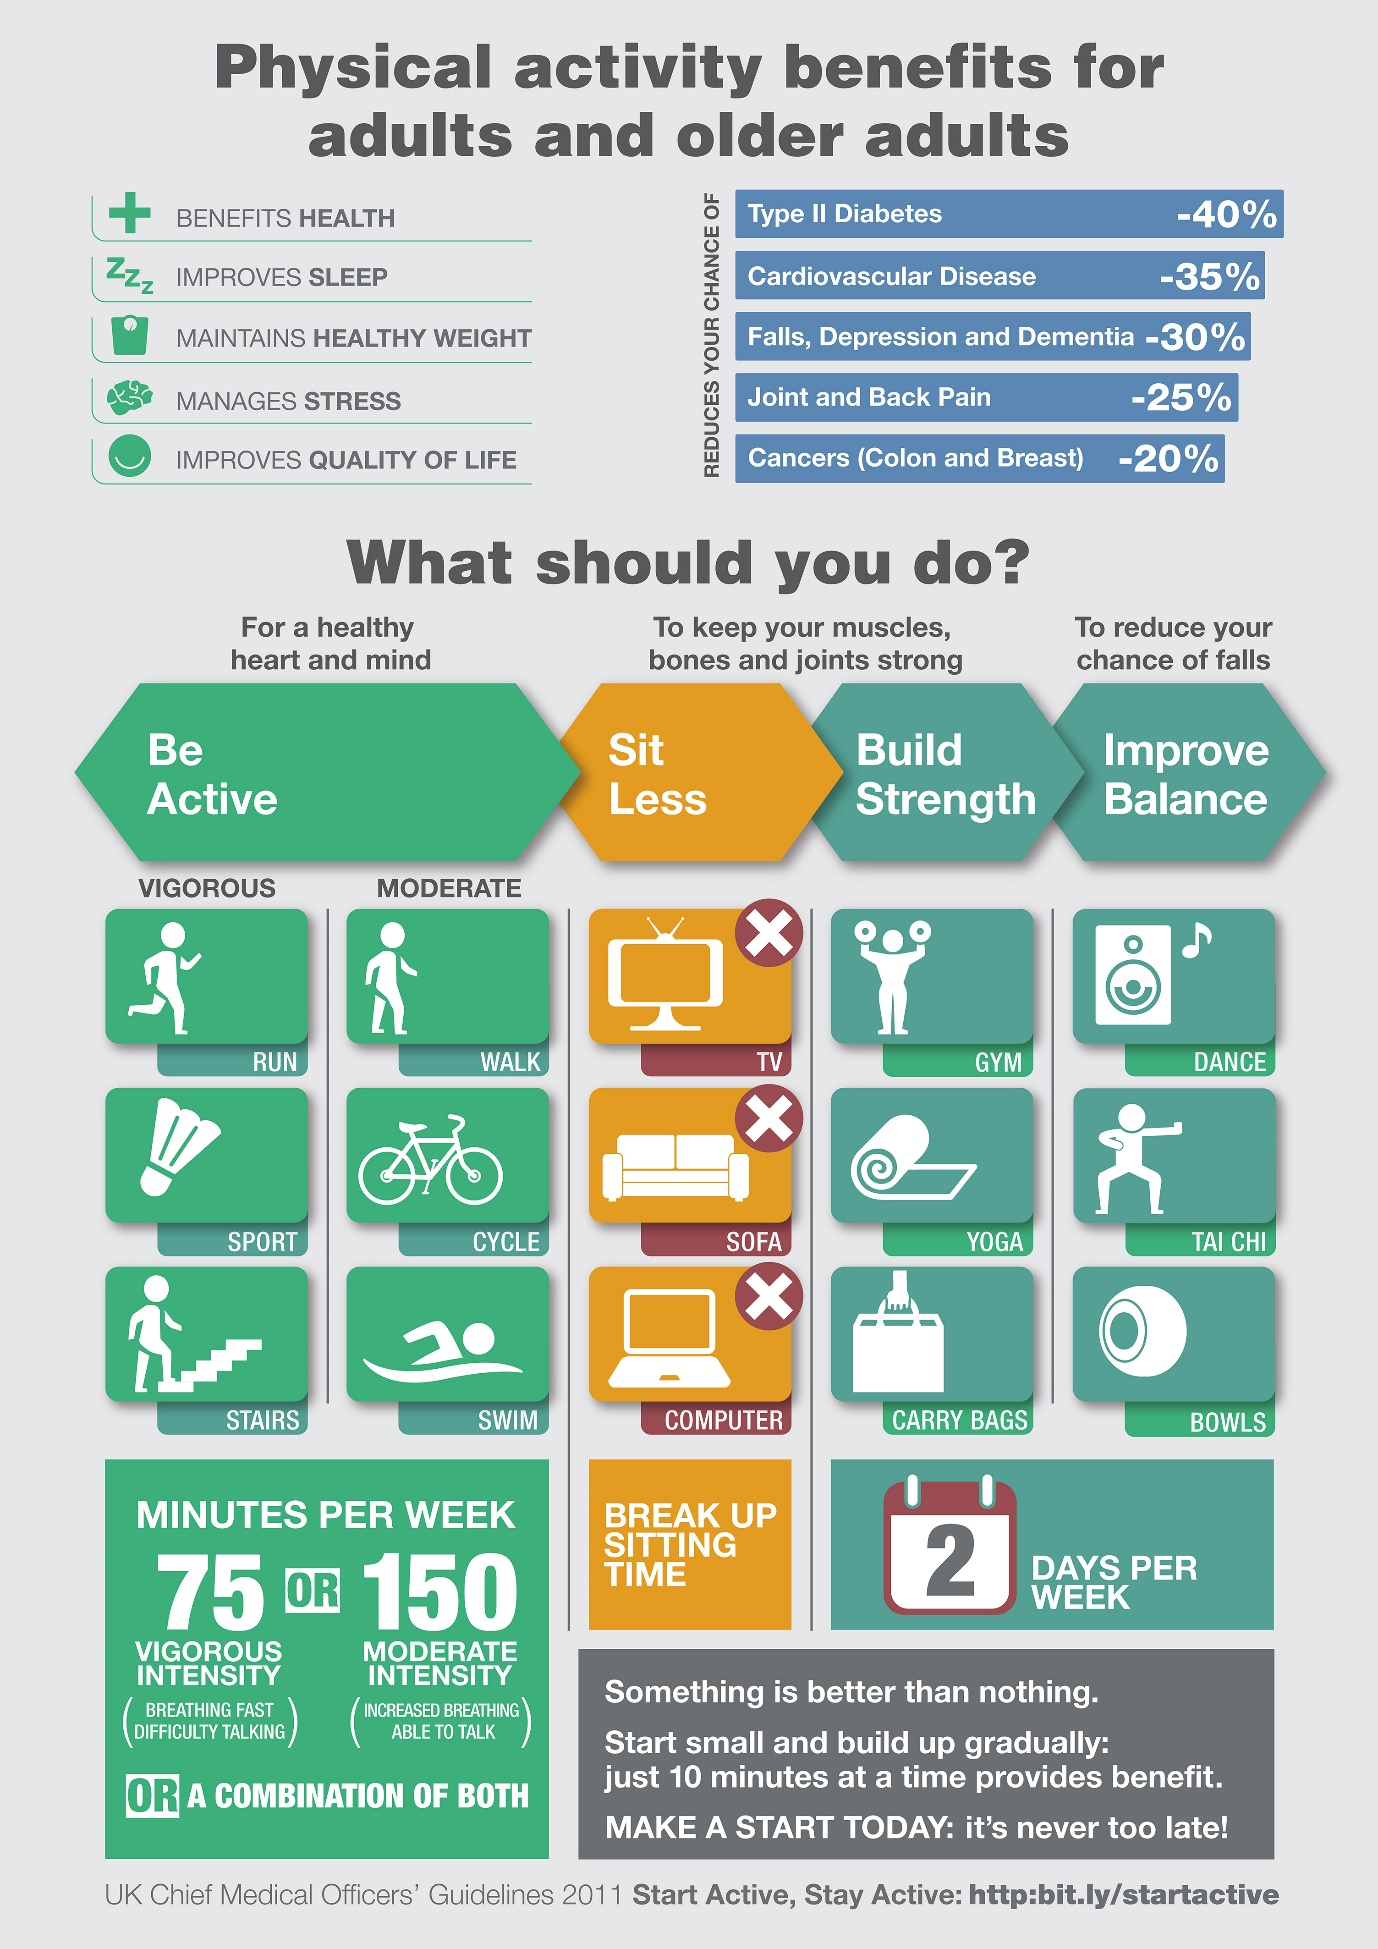 Physical activity benefits for
adults and older adults
BENEFITS HEALTH
IMPROVES SLEEP
MAINTAINS HEALTHY WEIGHT
MANAGES STRESS
IMPROVES QUALITY OF LIFE
REDUCES YOUR CHANCE OF
Type II Diabetes -40%
Cardiovascular Disease -35%
Falls, Depression and Dementia -30%
Joint and Back Pain -25%
Cancers (Colon and Breast) -20%
What should you do?
For a healthy
heart and mind
To keep your muscles,
bones and joints strong
To reduce your
chance of falls
Be
Active
Sit
Less
Build
Strength
Improve
Balance
VIGOROUS
MODERATE
RUN
WALK
TV
GYM
DANCE
SPORT
CYCLE
SOFA
YOGA
TAI CHI
STAIRS
SWIM
COMPUTER
CARRY BAGS
BOWLS
MINUTES PER WEEK
75 OR 150
VIGOROUS
INTENSITY
(BREATHING FAST
DIFFICULTY TALKING)
MODERATE
INTENSITY
(INCREASED BREATHING
ABLE TO TALK)
OR A COMBINATION OF BOTH
BREAK UP
SITTING
TIME
2
DAYS PER
WEEK
Something is better than nothing.
Start small and build up gradually:
just 10 minutes at a time provides benefit.
MAKE A START TODAY: it's never too late!
UK Chief Medical Officers' Guidelines 2011 Start Active, Stay Active: http:bit.ly/startactive